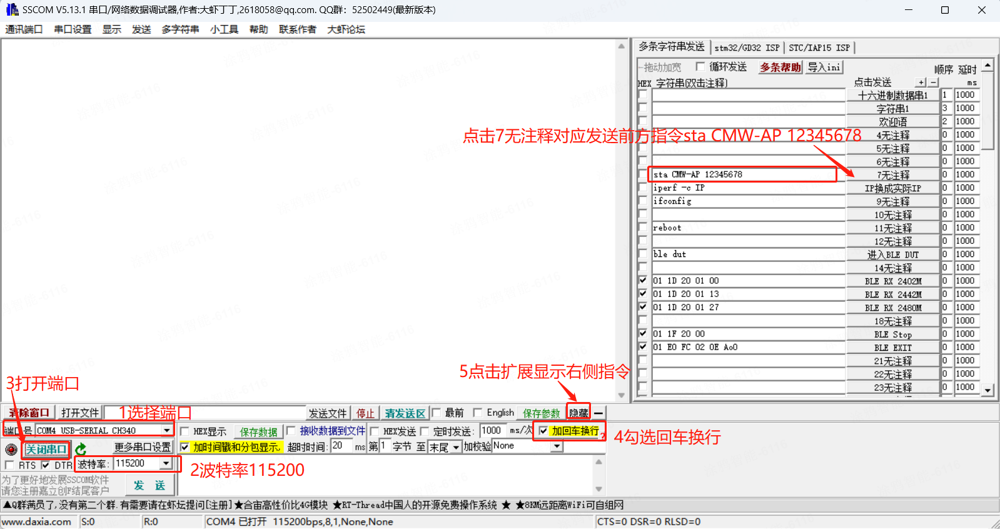 SSCOM V5.13.1 串口/网络数据调试器,作者:大虾丁丁,2618058@qq.com. QQ群：52502449(最新版本)
通讯端口 串口设置 显示 发送 多字符串 小工具 帮助 联系作者 大虾论坛
多条字符串发送 stm32/GD32 ISP STC/IAP15 ISP
拖动加宽 循环发送 多条帮助 导入ini 顺序 延时
HEX 字符串(双击注释) 点击发送 + − ms
十六进制数据串1 1 1000
字符串1 3 1000
欢迎语 2 1000
点击7无注释对应发送前方指令sta CMW-AP 12345678
4无注释 0 1000
5无注释 0 1000
6无注释 0 1000
sta CMW-AP 12345678 7无注释 0 1000
iperf -c IP IP换成实际IP 0 1000
ifconfig 9无注释 0 1000
10无注释 0 1000
reboot 11无注释 0 1000
12无注释 0 1000
ble dut 进入BLE DUT 0 1000
14无注释 0 1000
01 1D 20 01 00 BLE RX 2402M 0 1000
01 1D 20 01 13 BLE RX 2442M 0 1000
01 1D 20 01 27 BLE RX 2480M 0 1000
18无注释 0 1000
01 1F 20 00 BLE Stop 0 1000
01 E0 FC 02 0E Ao0 BLE EXIT 0 1000
21无注释 0 1000
22无注释 0 1000
23无注释 0 1000
5点击扩展显示右侧指令
3打开端口
清除窗口 打开文件 1选择端口 发送文件 停止 清发送区 最前 English 保存参数 隐藏
端口号 COM4 USB-SERIAL CH340 HEX显示 保存数据 接收数据到文件 HEX发送 定时发送: 1000 ms/次 加回车换行
4勾选回车换行
关闭串口 更多串口设置 加时间戳和分包显示, 超时时间: 20 ms 第 1 字节 至 末尾 加校验 None
RTS DTR 波特率: 115200
2波特率115200
为了更好地发展SSCOM软件
请您注册嘉立创F结尾客户
发 送
▲Q群满员了,没有第二个群.有需要请在虾坛提问[注册]★合宙高性价比4G模块 ★RT-Thread中国人的开源免费操作系统 ★ ★8KM远距离WiFi可自组网
www.daxia.com S:0 R:0 COM4 已打开 115200bps,8,1,None,None CTS=0 DSR=0 RLSD=0
涂鸦智能-6116